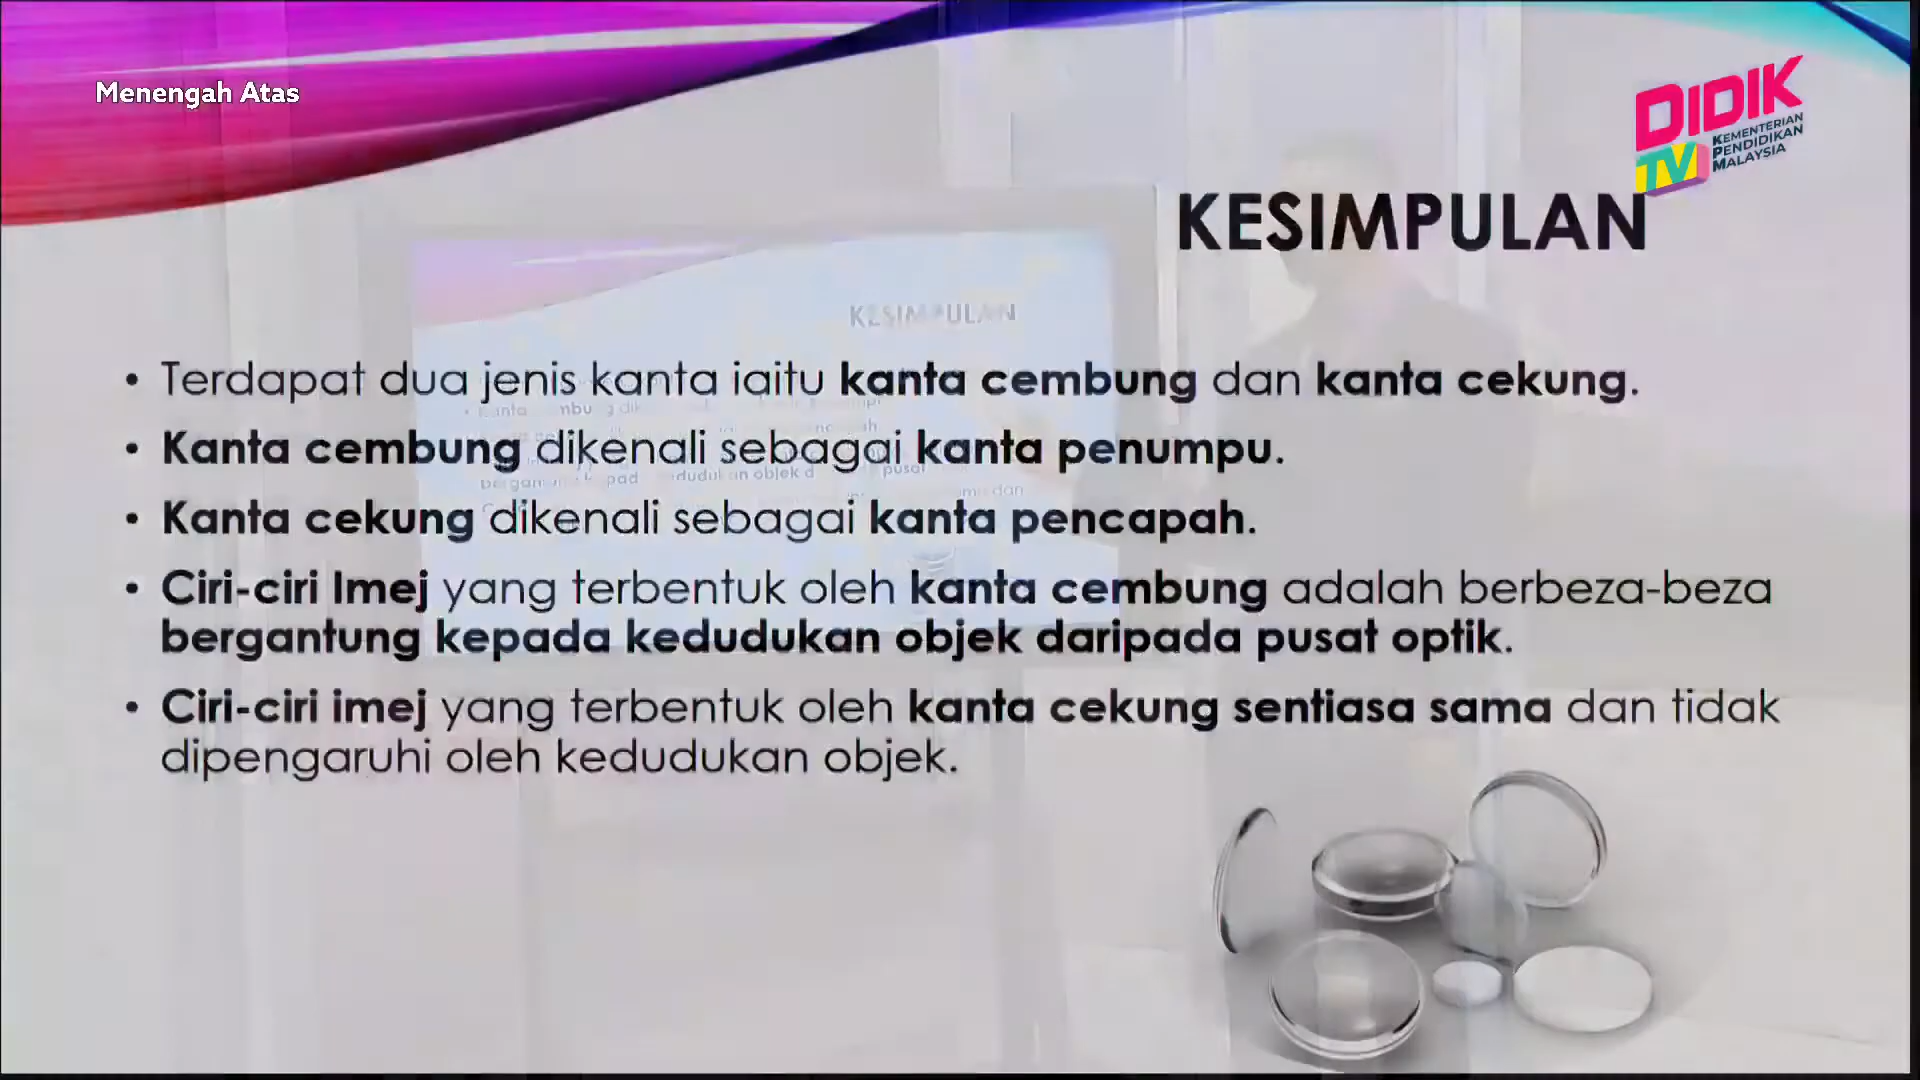 Menengah Atas
DIDIK
TV
KEMENTERIAN
PENDIDIKAN
MALAYSIA
KESIMPULAN
KESIMPULAN
• Terdapat dua jenis kanta iaitu kanta cembung dan kanta cekung.
• Kanta cembung dikenali sebagai kanta penumpu.
• Kanta cekung dikenali sebagai kanta pencapah.
• Ciri-ciri Imej yang terbentuk oleh kanta cembung adalah berbeza-beza
bergantung kepada kedudukan objek daripada pusat optik.
• Ciri-ciri imej yang terbentuk oleh kanta cekung sentiasa sama dan tidak
dipengaruhi oleh kedudukan objek.